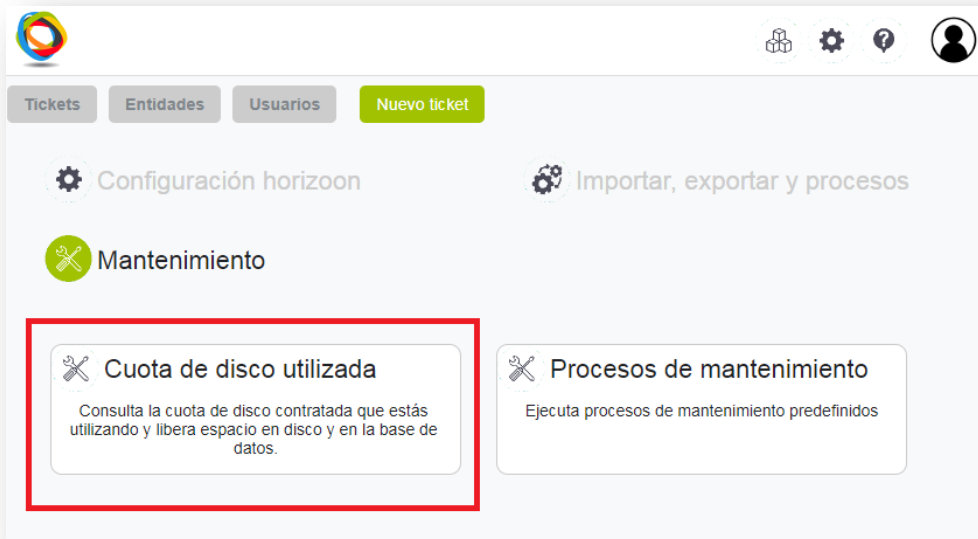 Tickets
Entidades
Usuarios
Nuevo ticket
Configuración horizoon
Importar, exportar y procesos
Mantenimiento
Cuota de disco utilizada
Consulta la cuota de disco contratada que estás
utilizando y libera espacio en disco y en la base de
datos.
Procesos de mantenimiento
Ejecuta procesos de mantenimiento predefinidos